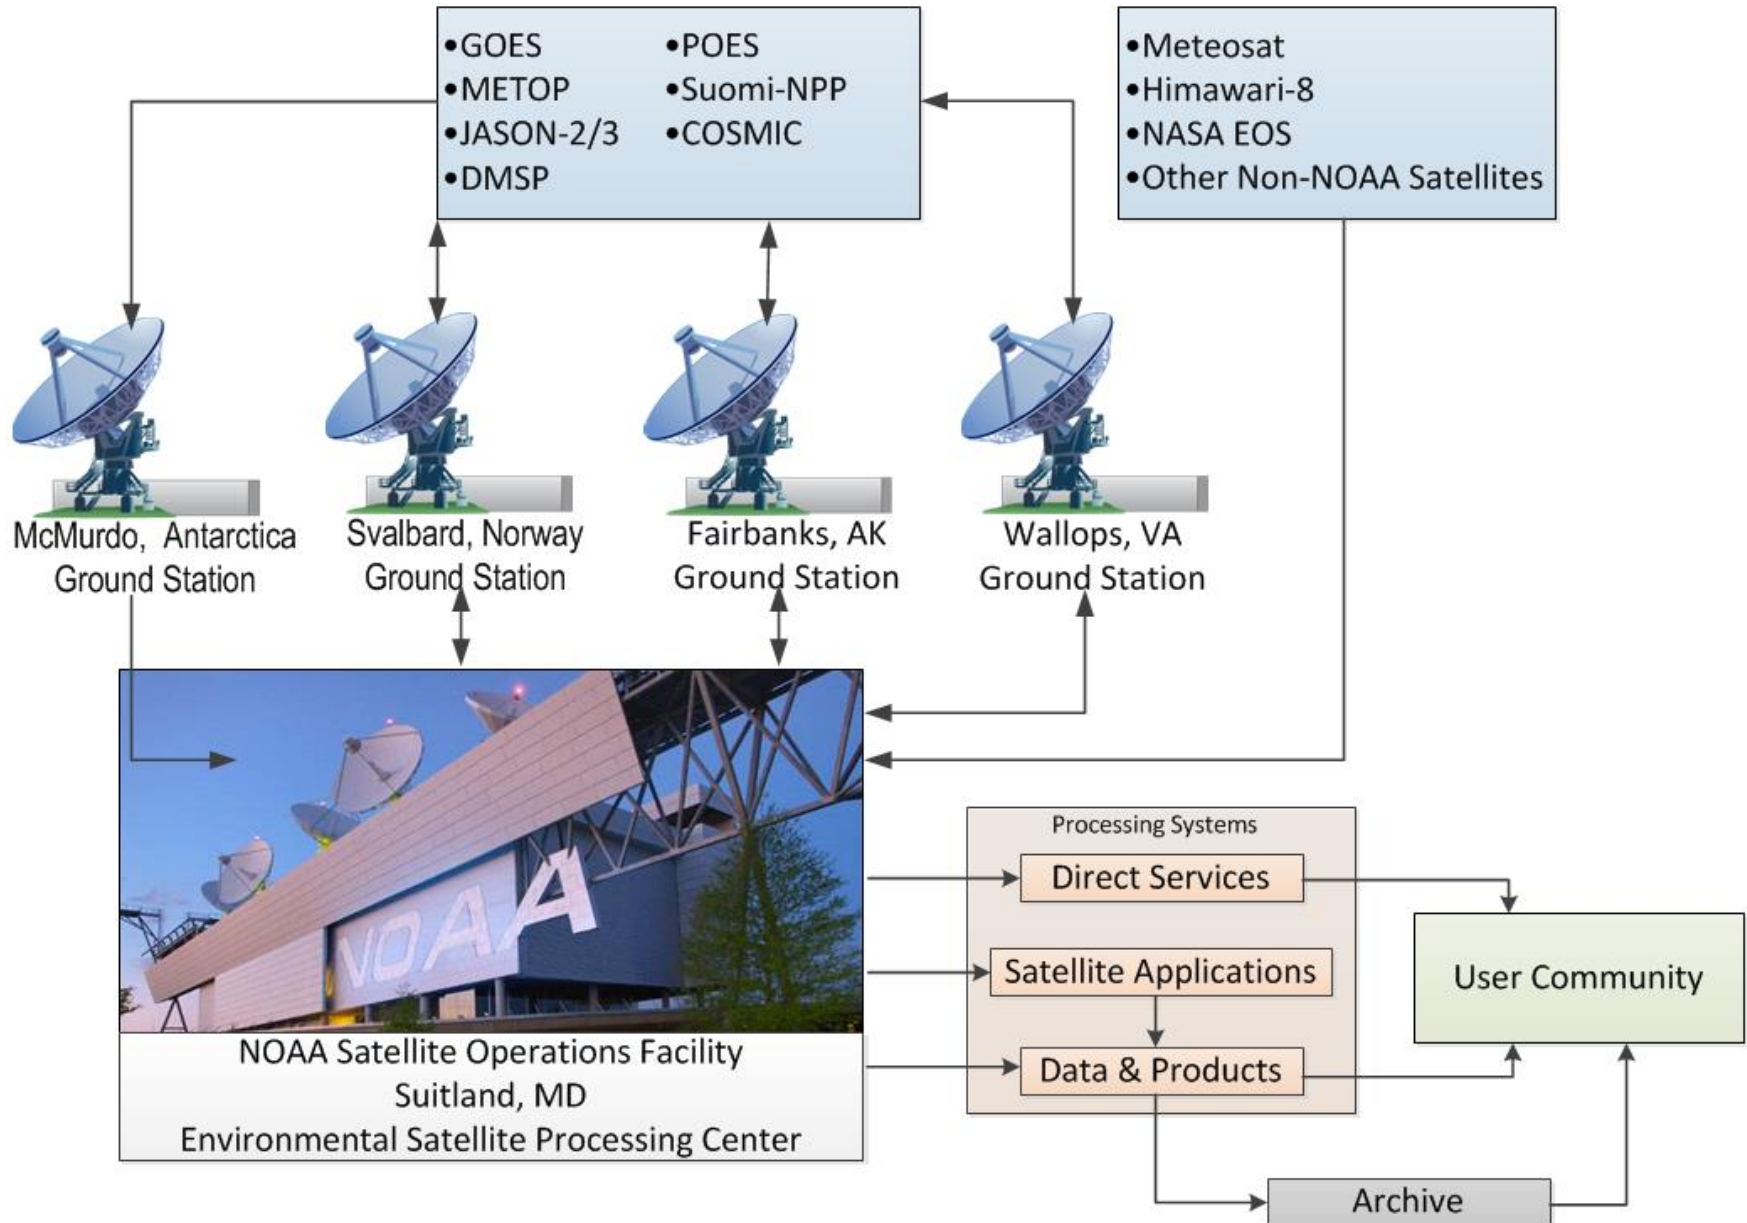 •GOES
•METOP
•JASON-2/3
•DMSP
•POES
•Suomi-NPP
•COSMIC
•Meteosat
•Himawari-8
•NASA EOS
•Other Non-NOAA Satellites
McMurdo, Antarctica
Ground Station
Svalbard, Norway
Ground Station
Fairbanks, AK
Ground Station
Wallops, VA
Ground Station
NOAA
NOAA Satellite Operations Facility
Suitland, MD
Environmental Satellite Processing Center
Processing Systems
Direct Services
Satellite Applications
Data & Products
User Community
Archive